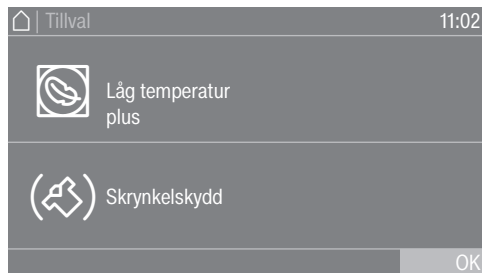 Tillval 11:02
Låg temperatur
plus
Skrynkelskydd
OK